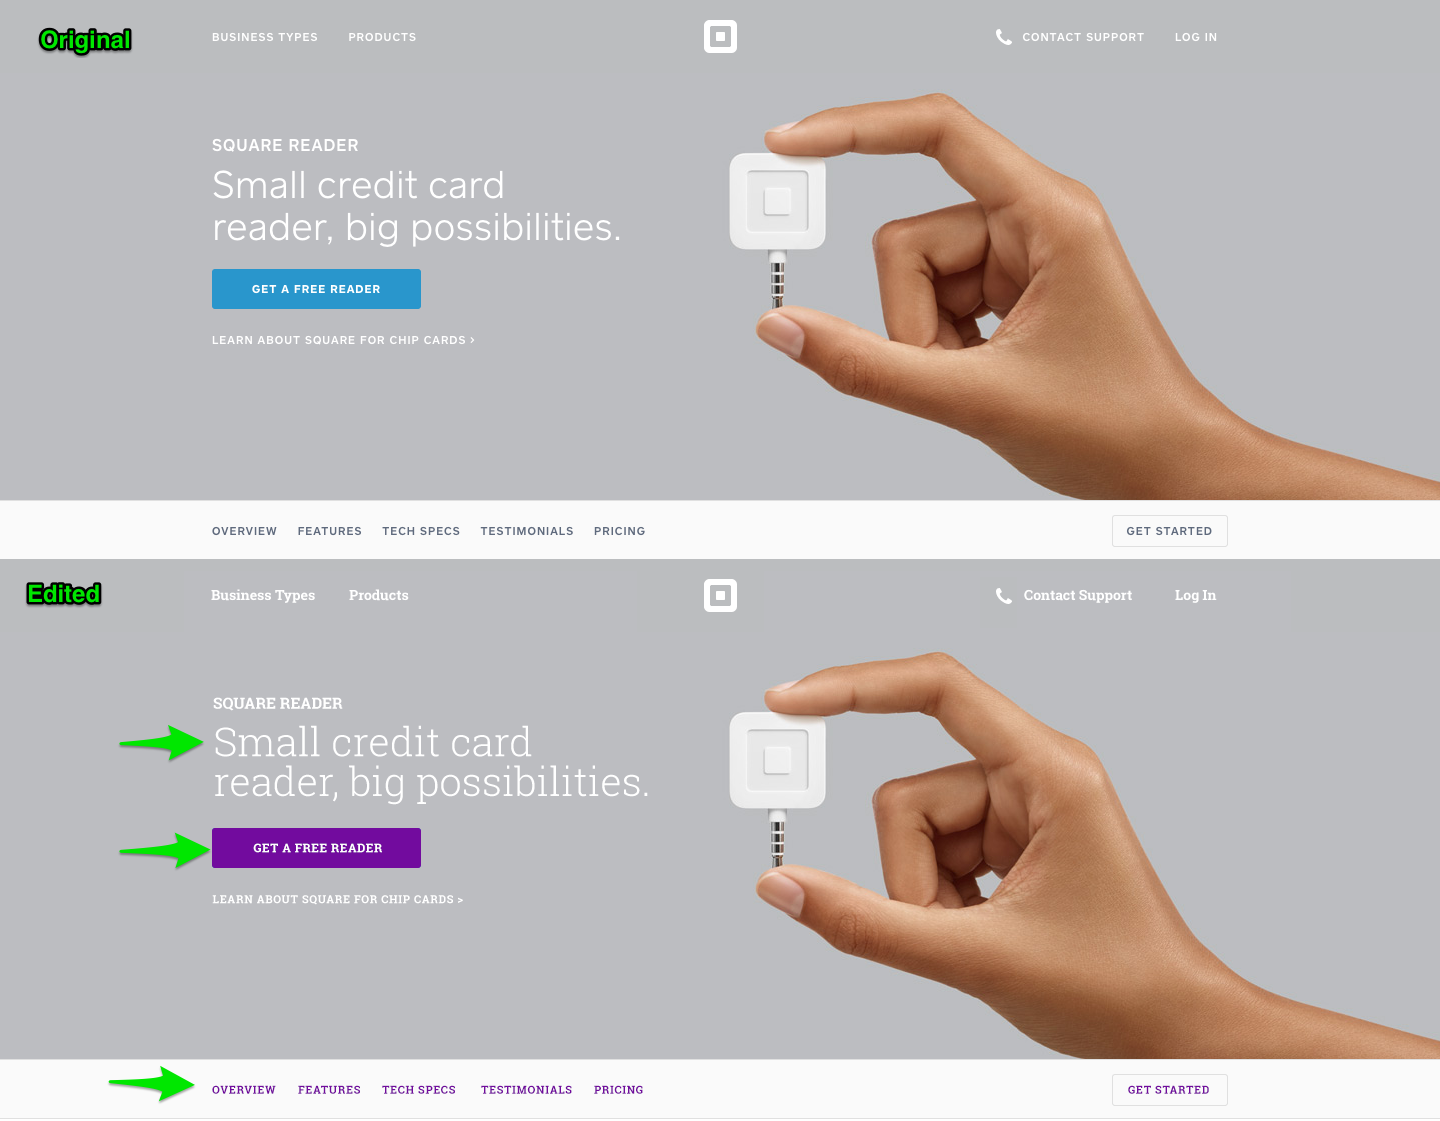 Original
BUSINESS TYPES PRODUCTS CONTACT SUPPORT LOG IN
SQUARE READER
Small credit card
reader, big possibilities.
GET A FREE READER
LEARN ABOUT SQUARE FOR CHIP CARDS ›
OVERVIEW FEATURES TECH SPECS TESTIMONIALS PRICING GET STARTED
Edited
Business Types Products Contact Support Log In
SQUARE READER
Small credit card
reader, big possibilities.
GET A FREE READER
LEARN ABOUT SQUARE FOR CHIP CARDS >
OVERVIEW FEATURES TECH SPECS TESTIMONIALS PRICING GET STARTED